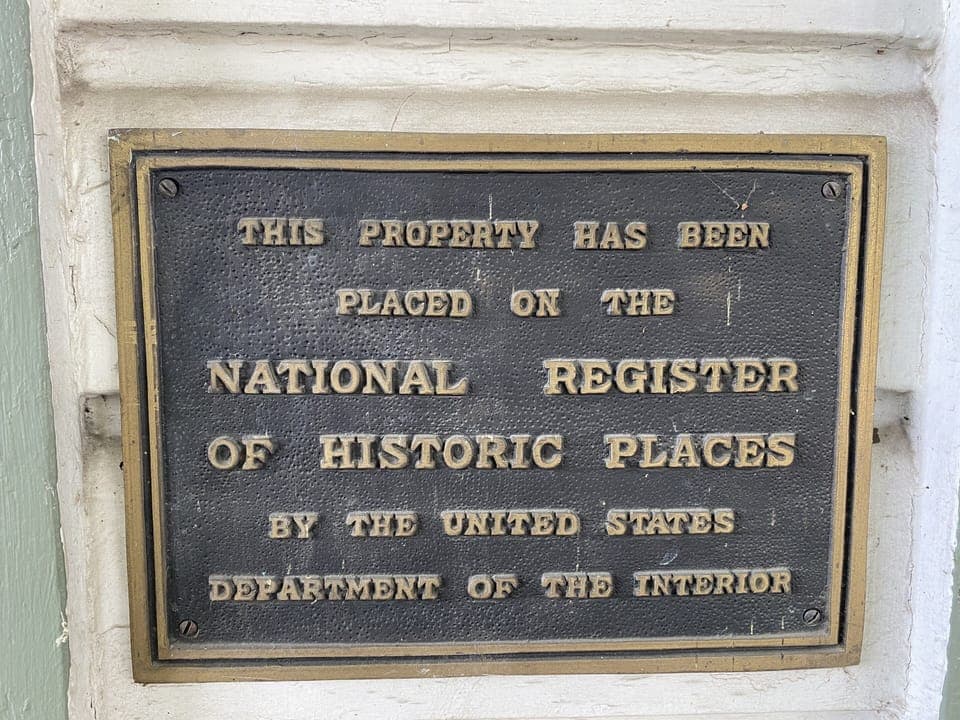 THIS PROPERTY HAS BEEN
PLACED ON THE
NATIONAL REGISTER
OF HISTORIC PLACES
BY THE UNITED STATES
DEPARTMENT OF THE INTERIOR